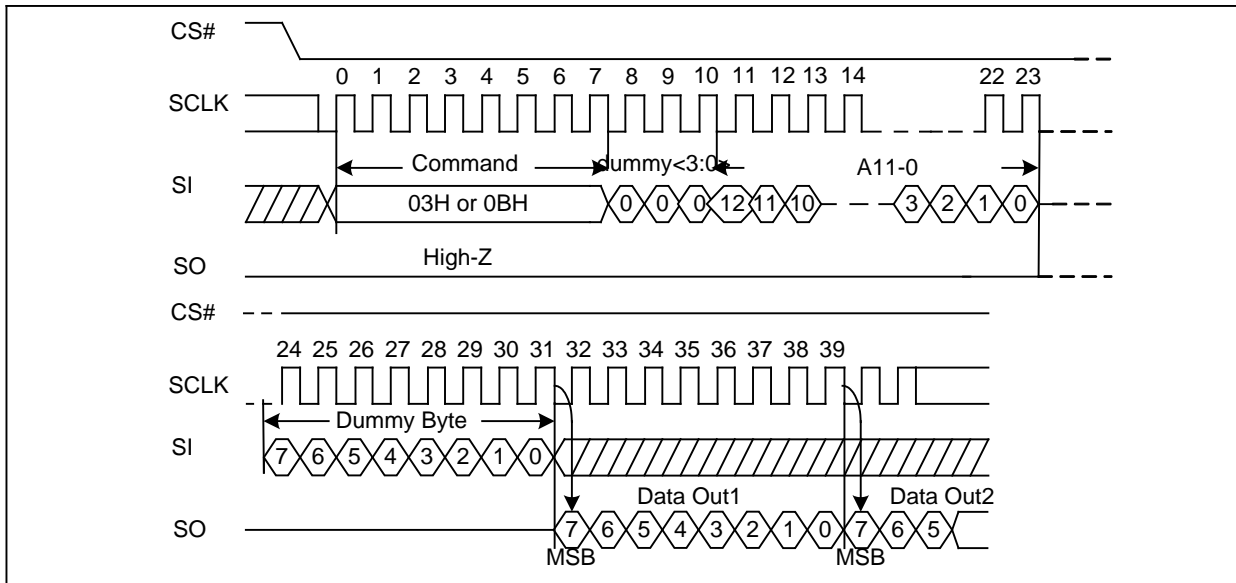 CS#
0 1 2 3 4 5 6 7 8 9 10 11 12 13 14 22 23
SCLK
Command dummy<3:0> A11-0
SI
03H or 0BH 0 0 0 12 11 10 3 2 1 0
High-Z
SO
CS#
24 25 26 27 28 29 30 31 32 33 34 35 36 37 38 39
SCLK
Dummy Byte
SI
7 6 5 4 3 2 1 0
Data Out1 Data Out2
SO
7 6 5 4 3 2 1 0 7 6 5
MSB MSB